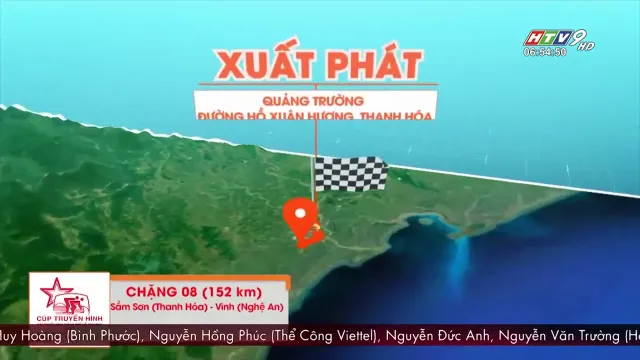 HTV9 HD
06:54:50
XUẤT PHÁT
QUẢNG TRƯỜNG
ĐƯỜNG HỒ XUÂN HƯƠNG, THANH HÓA
CHẶNG 08 (152 km)
Sầm Sơn (Thanh Hóa) - Vinh (Nghệ An)
CÚP TRUYỀN HÌNH
Huy Hoàng (Bình Phước), Nguyễn Hồng Phúc (Thể Công Viettel), Nguyễn Đức Anh, Nguyễn Văn Trường (H